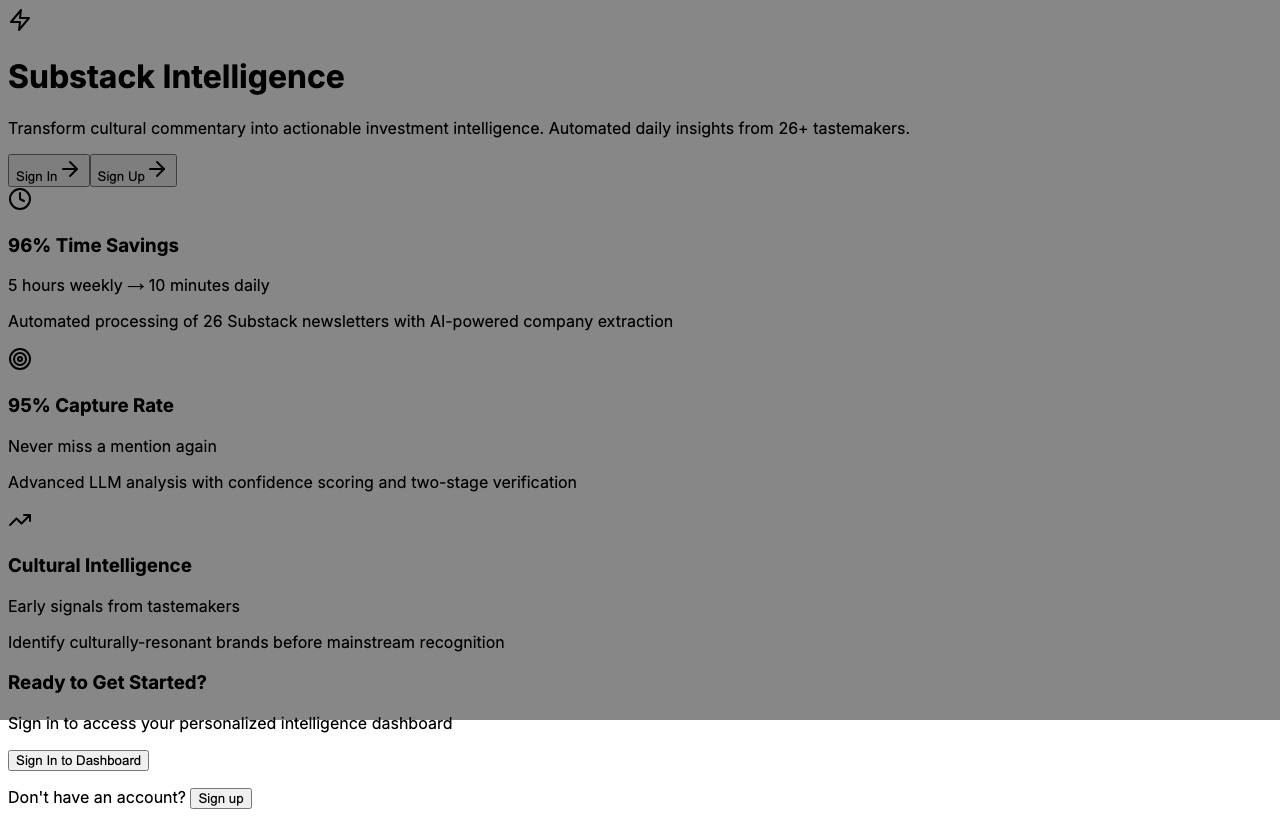 Substack Intelligence
Transform cultural commentary into actionable investment intelligence. Automated daily insights from 26+ tastemakers.
Sign In Sign Up
96% Time Savings
5 hours weekly → 10 minutes daily
Automated processing of 26 Substack newsletters with AI-powered company extraction
95% Capture Rate
Never miss a mention again
Advanced LLM analysis with confidence scoring and two-stage verification
Cultural Intelligence
Early signals from tastemakers
Identify culturally-resonant brands before mainstream recognition
Ready to Get Started?
Sign in to access your personalized intelligence dashboard
Sign In to Dashboard
Don't have an account? Sign up